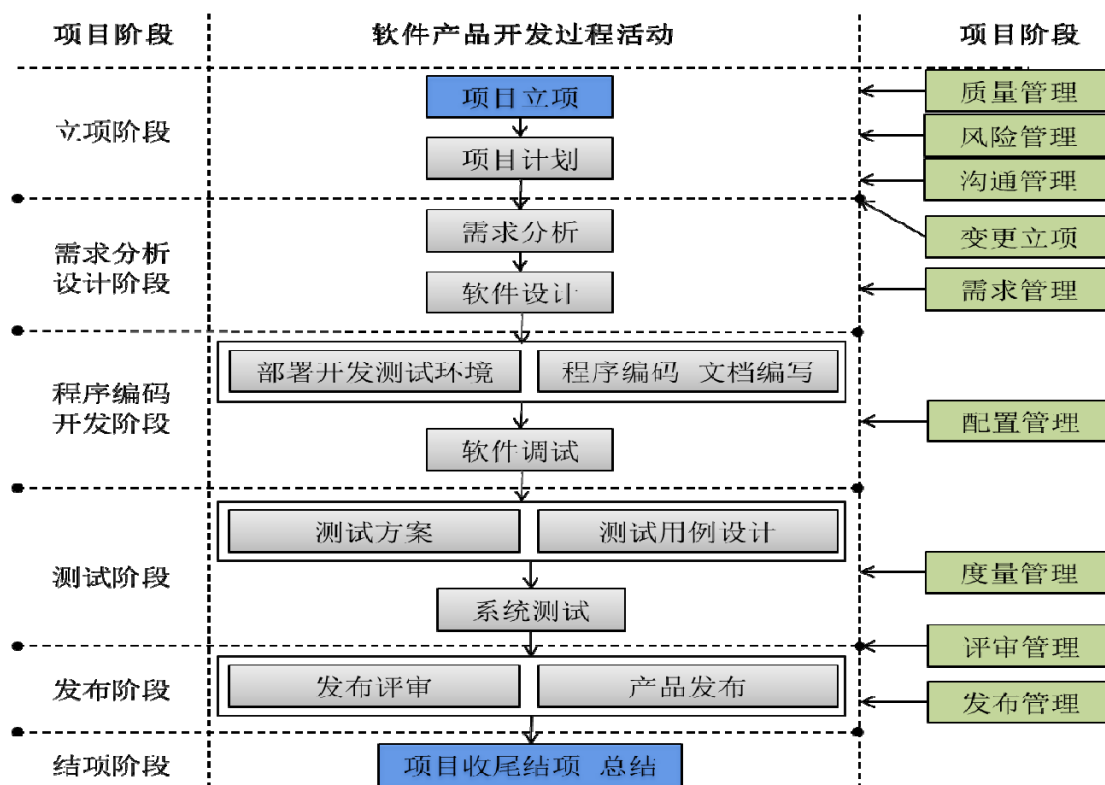 项目阶段 软件产品开发过程活动 项目阶段
项目立项
质量管理
立项阶段
风险管理
项目计划
沟通管理
需求分析
变更立项
需求分析
设计阶段
软件设计
需求管理
部署开发测试环境 程序编码 文档编写
程序编码
开发阶段
配置管理
软件调试
测试方案 测试用例设计
测试阶段
度量管理
系统测试
评审管理
发布阶段
发布评审 产品发布
发布管理
结项阶段
项目收尾结项 总结